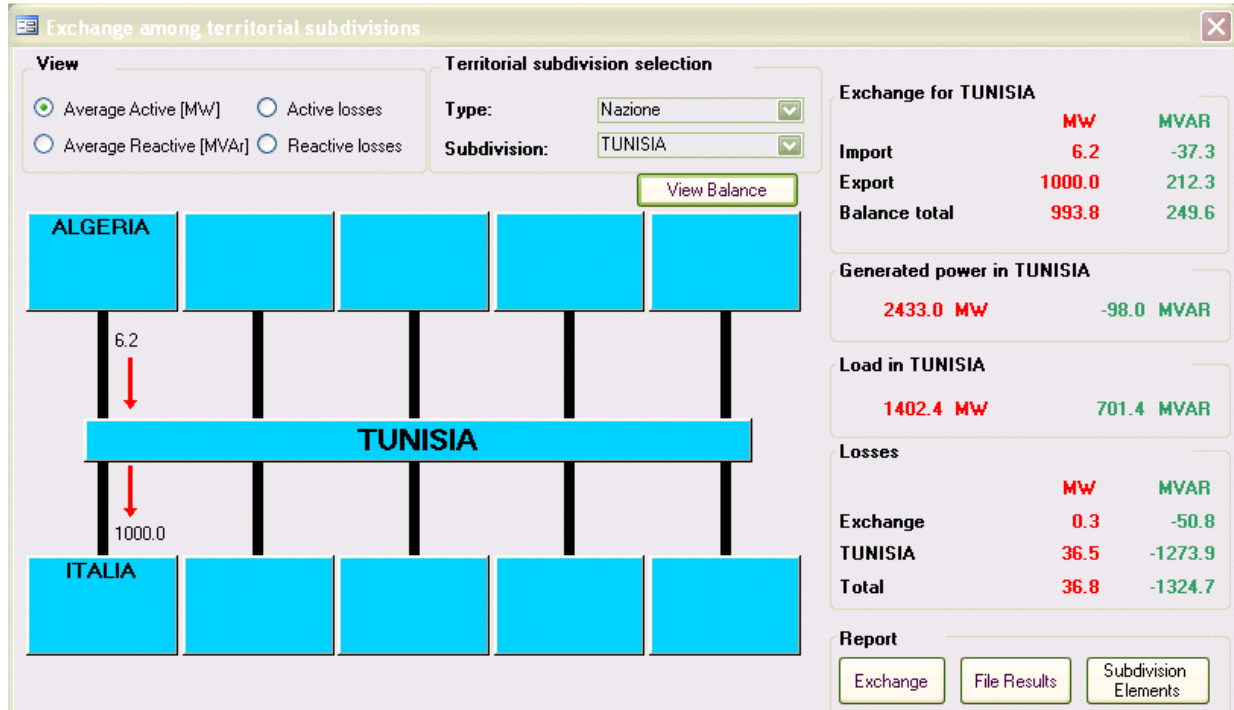 Exchange among territorial subdivisions
View
Average Active [MW] Active losses
Average Reactive [MVAr] Reactive losses
Territorial subdivision selection
Type: Nazione
Subdivision: TUNISIA
View Balance
ALGERIA
6.2
TUNISIA
1000.0
ITALIA
Exchange for TUNISIA
MW MVAR
Import 6.2 -37.3
Export 1000.0 212.3
Balance total 993.8 249.6
Generated power in TUNISIA
2433.0 MW -98.0 MVAR
Load in TUNISIA
1402.4 MW 701.4 MVAR
Losses
MW MVAR
Exchange 0.3 -50.8
TUNISIA 36.5 -1273.9
Total 36.8 -1324.7
Report
Exchange File Results Subdivision
Elements